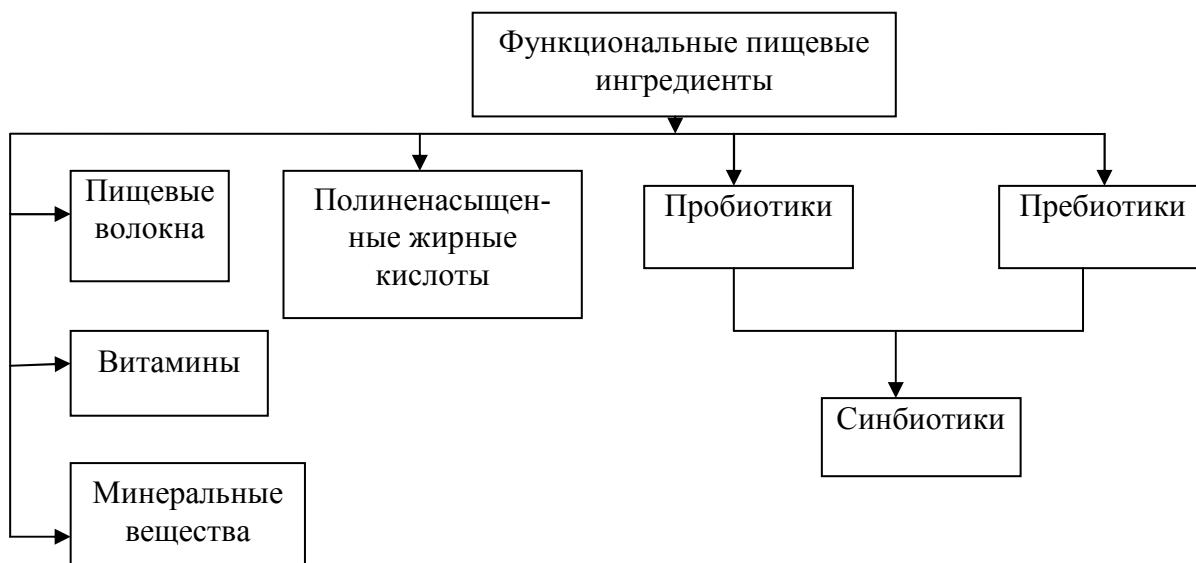 Функциональные пищевые
ингредиенты
Пищевые
волокна
Полиненасыщен-
ные жирные
кислоты
Пробиотики
Пребиотики
Витамины
Синбиотики
Минеральные
вещества